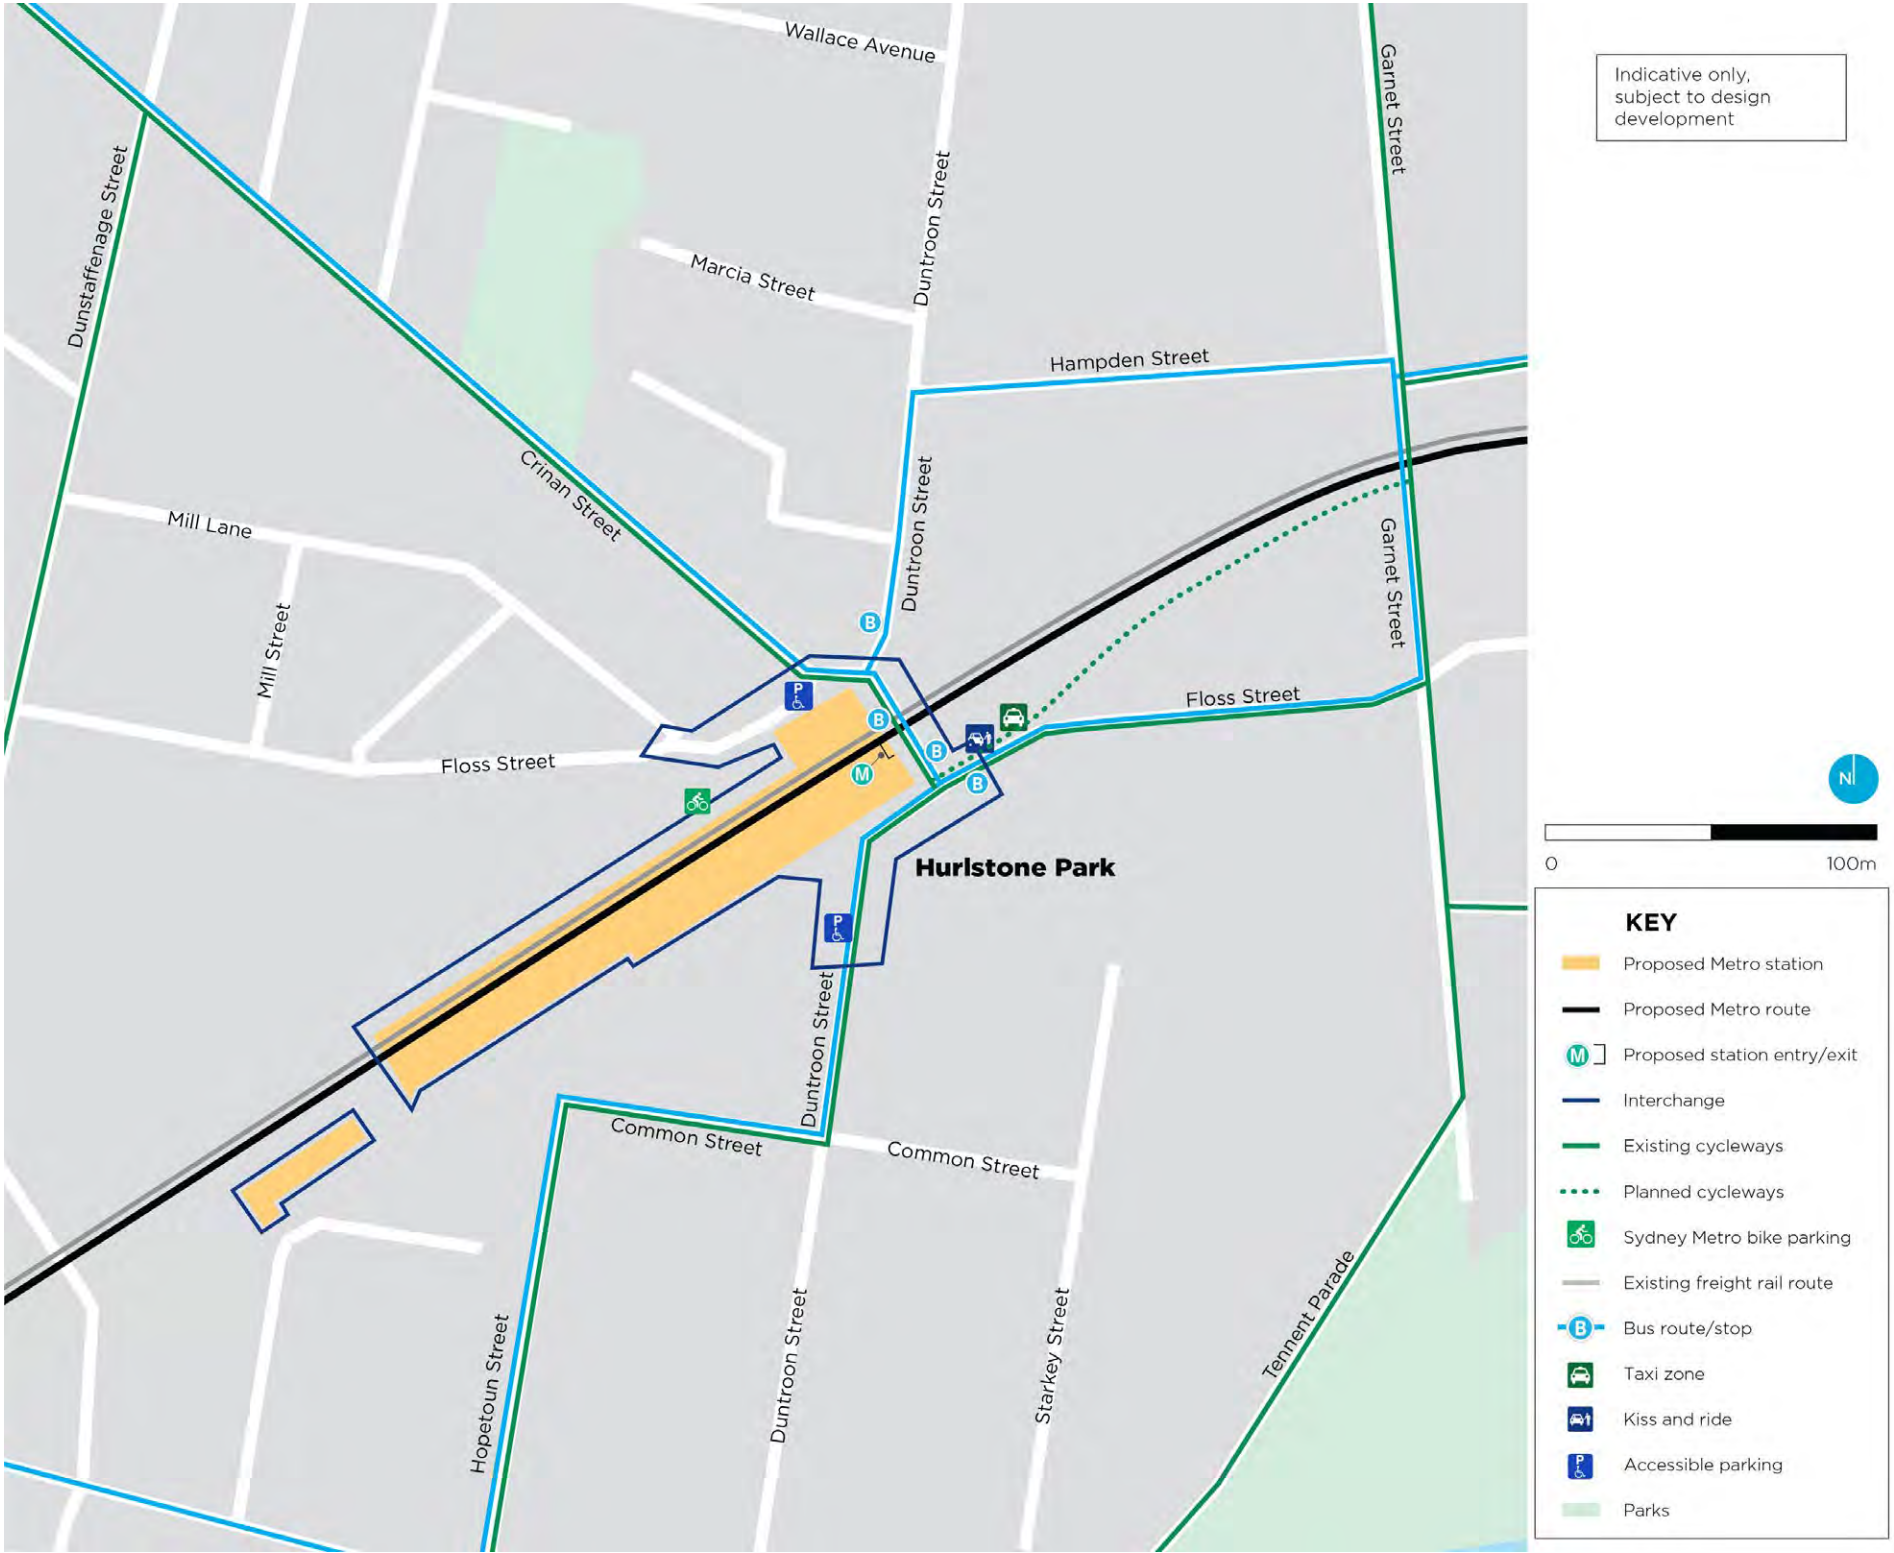 Wallace Avenue
Garnet Street
Indicative only,
subject to design
development
Dunstaffenage Street
Duntroon Street
Marcia Street
Hampden Street
Crinan Street
Duntroon Street
Mill Lane
Garnet Street
Mill Street
B
P
Floss Street
B
B
M
B
Floss Street
N
0
100m
Hurlstone Park
P
Duntroon Street
Common Street
Common Street
Hopetoun Street
Duntroon Street
Starkey Street
Tennent Parade
KEY
Proposed Metro station
Proposed Metro route
M
Proposed station entry/exit
Interchange
Existing cycleways
Planned cycleways
Sydney Metro bike parking
Existing freight rail route
B
Bus route/stop
Taxi zone
Kiss and ride
P
Accessible parking
Parks